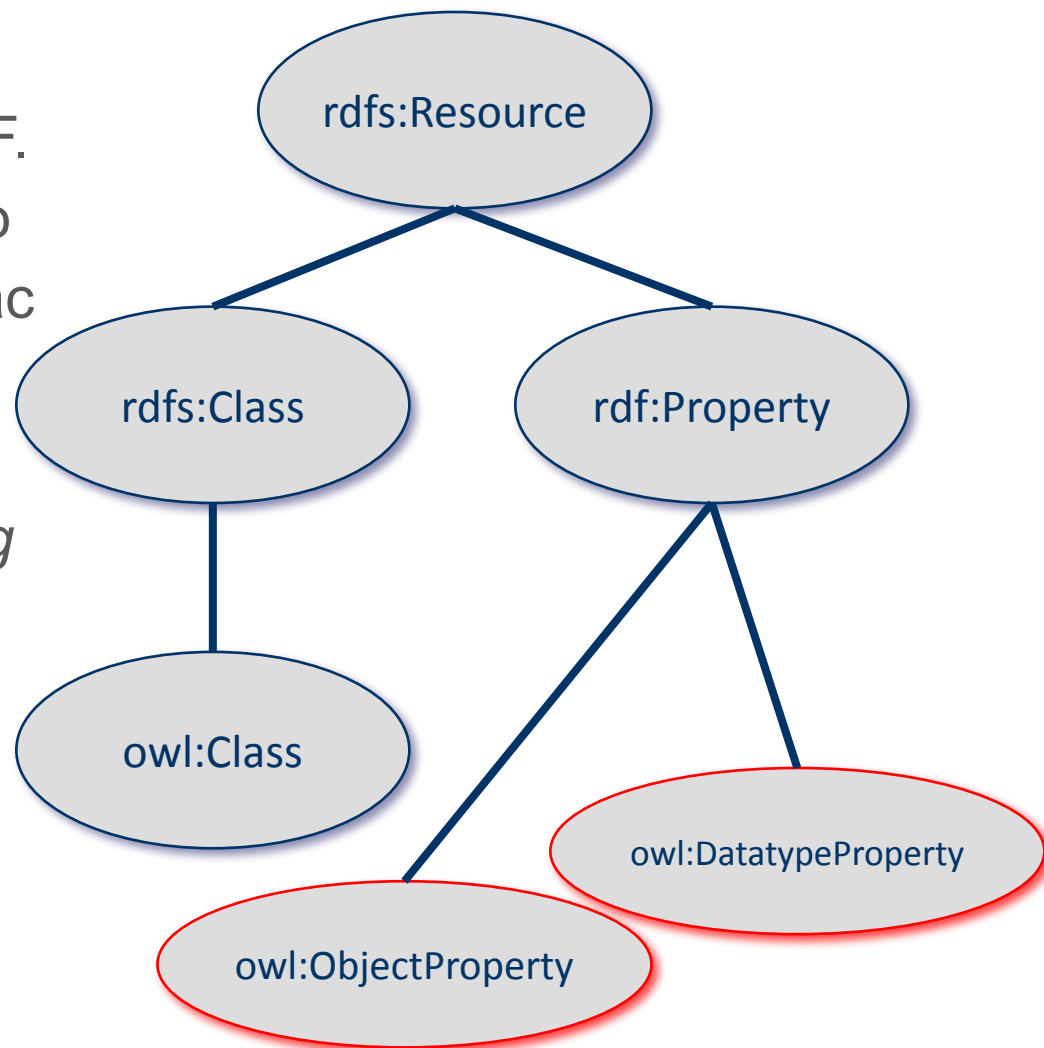 rdfs:Resource
F.
rdfs:Class
rdf:Property
owl:Class
owl:DatatypeProperty
owl:ObjectProperty